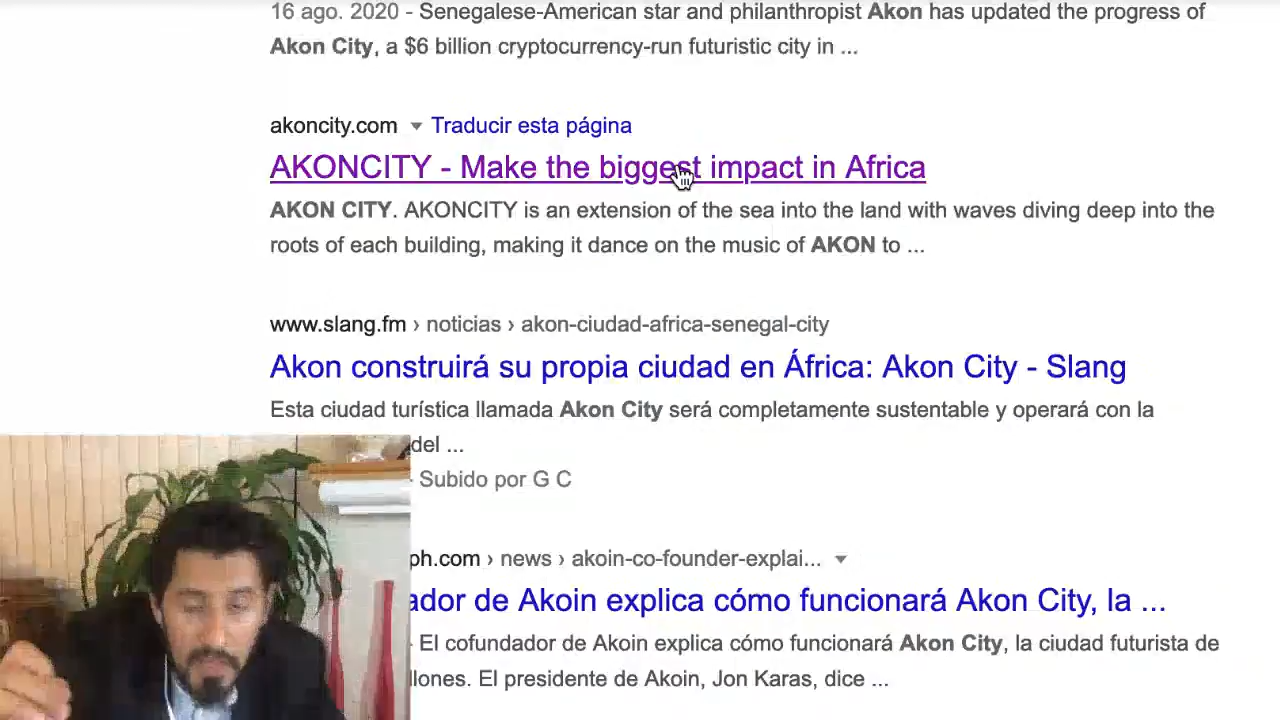 16 ago. 2020 - Senegalese-American star and philanthropist Akon has updated the progress of
Akon City, a $6 billion cryptocurrency-run futuristic city in ...
akoncity.com Traducir esta página
AKONCITY - Make the biggest impact in Africa
AKON CITY. AKONCITY is an extension of the sea into the land with waves diving deep into the
roots of each building, making it dance on the music of AKON to ...
www.slang.fm › noticias › akon-ciudad-africa-senegal-city
Akon construirá su propia ciudad en África: Akon City - Slang
Esta ciudad turística llamada Akon City será completamente sustentable y operará con la
del ...
- Subido por G C
ph.com › news › akoin-co-founder-explai...
ador de Akoin explica cómo funcionará Akon City, la ...
- El cofundador de Akoin explica cómo funcionará Akon City, la ciudad futurista de
llones. El presidente de Akoin, Jon Karas, dice ...